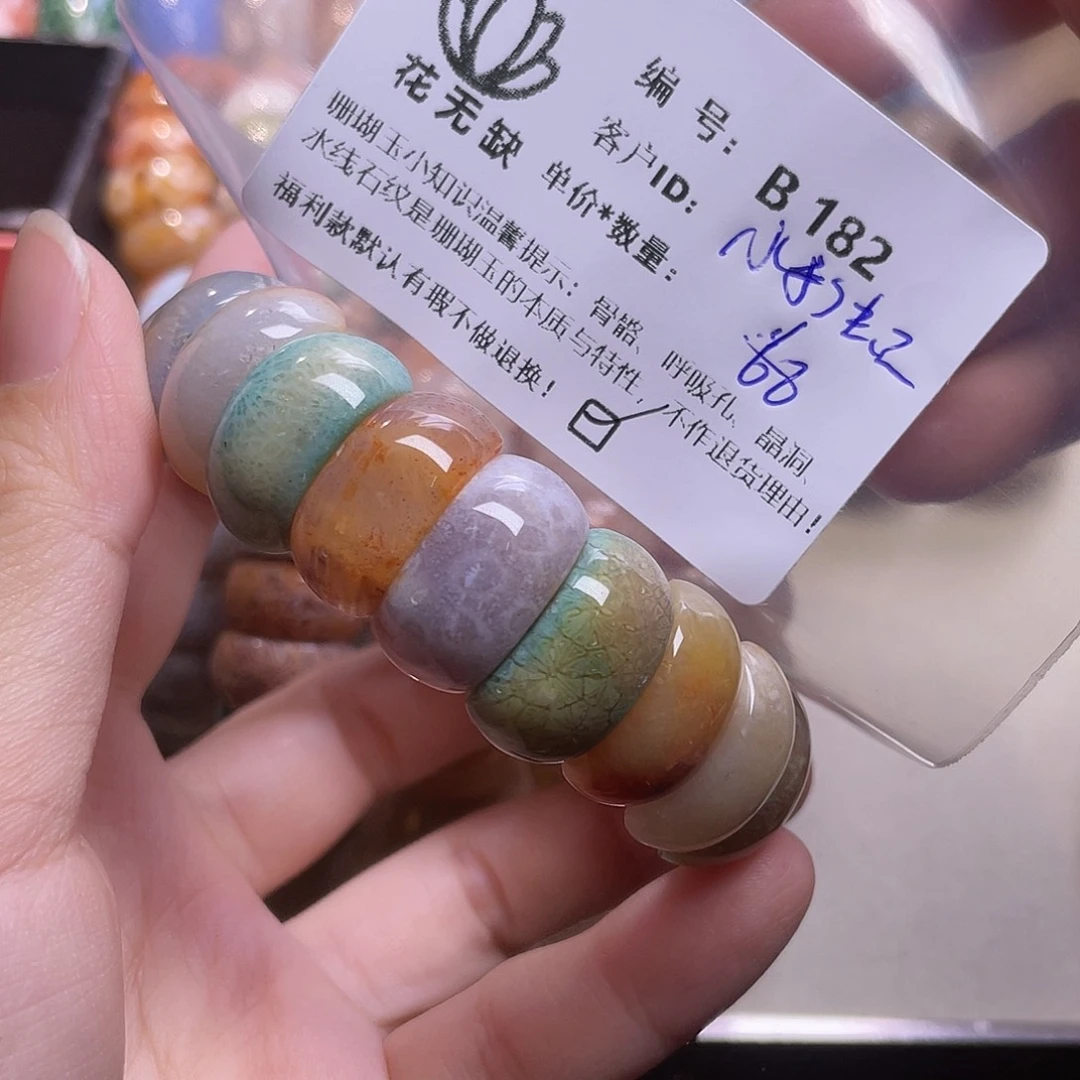 花无缺
编 号: B 182
客户ID:
单价*数量: 68
珊瑚玉小知识温馨提示: 骨骼、呼吸孔、晶洞、
水线石纹是珊瑚玉的本质与特性, 不作退货理由!
福利款默认有瑕不做退换! ☑